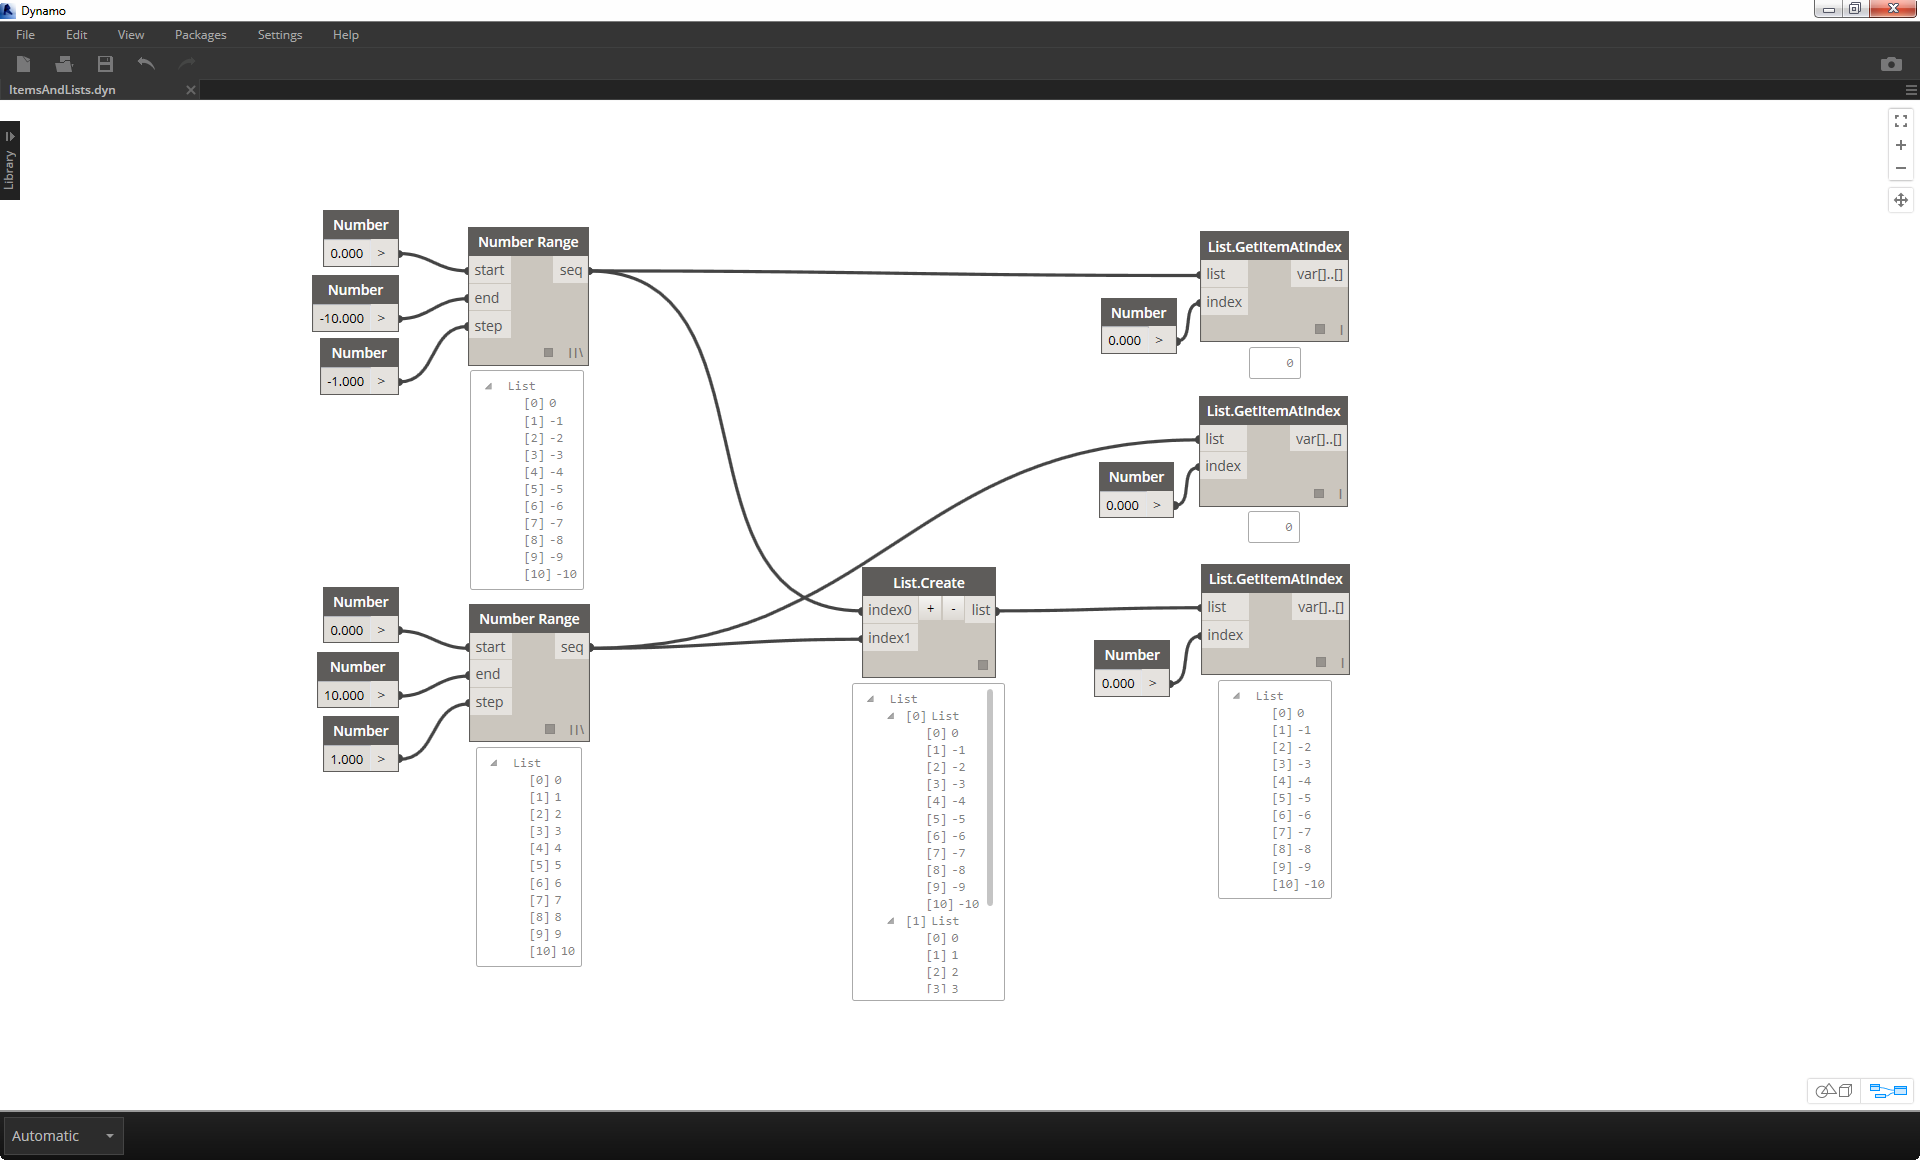 Dynamo
File Edit View Packages Settings Help
ItemsAndLists.dyn
Library
Number
0.000 >
Number
-10.000 >
Number
-1.000 >
Number Range
start seq
end
step
List
[0] 0
[1] -1
[2] -2
[3] -3
[4] -4
[5] -5
[6] -6
[7] -7
[8] -8
[9] -9
[10] -10
Number
0.000 >
Number
10.000 >
Number
1.000 >
Number Range
start seq
end
step
List
[0] 0
[1] 1
[2] 2
[3] 3
[4] 4
[5] 5
[6] 6
[7] 7
[8] 8
[9] 9
[10] 10
List.Create
index0 + - list
index1
List
[0] List
[0] 0
[1] -1
[2] -2
[3] -3
[4] -4
[5] -5
[6] -6
[7] -7
[8] -8
[9] -9
[10] -10
[1] List
[0] 0
[1] 1
[2] 2
[3] 3
List.GetItemAtIndex
list var[]..[]
index
Number
0.000 >
0
List.GetItemAtIndex
list var[]..[]
index
Number
0.000 >
0
List.GetItemAtIndex
list var[]..[]
index
Number
0.000 >
List
[0] 0
[1] -1
[2] -2
[3] -3
[4] -4
[5] -5
[6] -6
[7] -7
[8] -8
[9] -9
[10] -10
Automatic